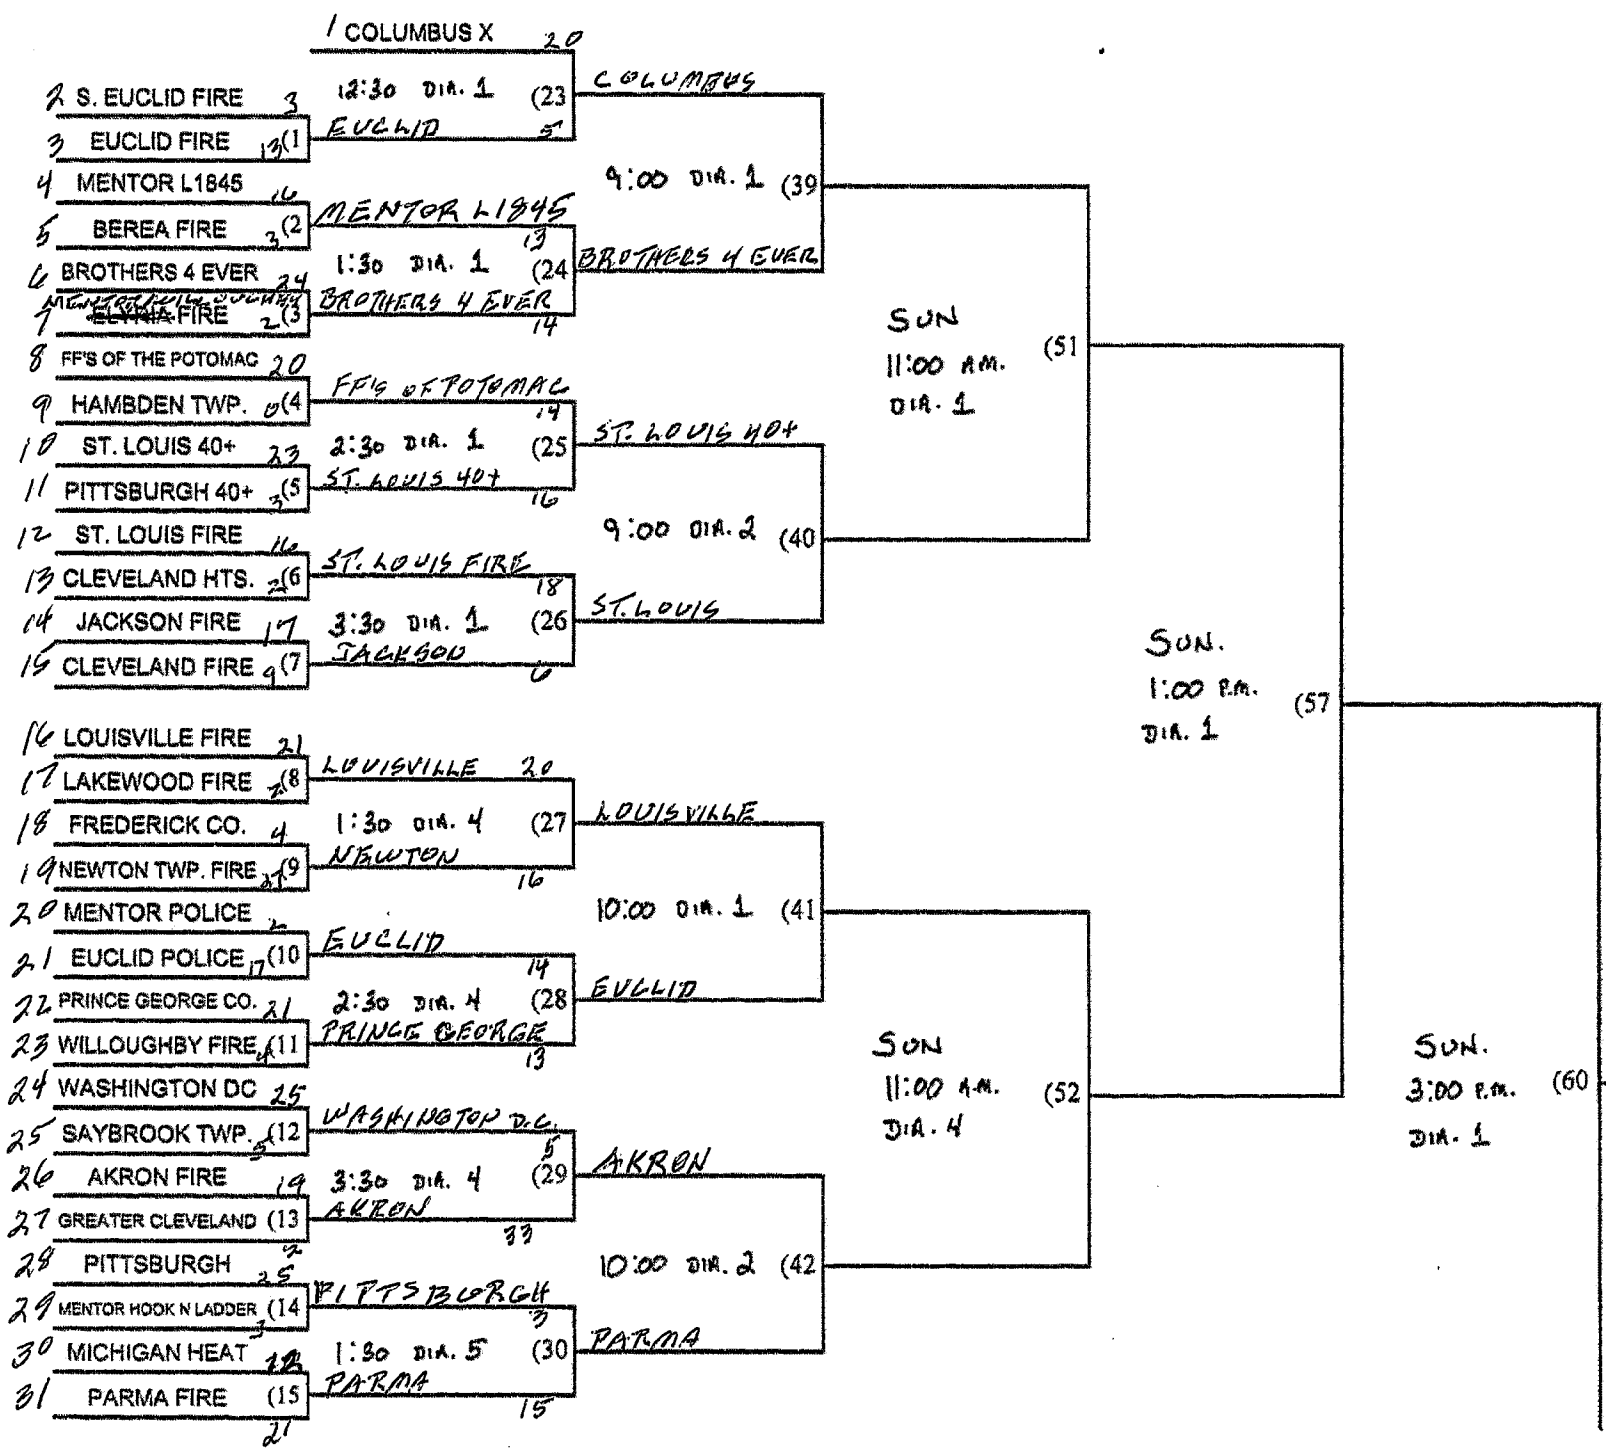 1 COLUMBUS X 20
2 S. EUCLID FIRE 3
12:30 DIA. 1 (23
COLUMBUS
3 EUCLID FIRE 13 (1
EUCLID 5
4 MENTOR L1845 16
9:00 DIA. 1 (39
5 BEREA FIRE 3 (2
MENTOR L1845 13
6 BROTHERS 4 EVER 24
1:30 DIA. 1 (24
BROTHERS 4 EVER
7 FIRE 2 (3
BROTHERS 4 EVER 14
SUN
11:00 A.M.
DIA. 1
(51
8 FF'S OF THE POTOMAC 20
9 HAMBDEN TWP. 0 (4
FF'S OF POTOMAC 14
10 ST. LOUIS 40+ 23
2:30 DIA. 1 (25
ST. LOUIS 40+
11 PITTSBURGH 40+ 3 (5
ST. LOUIS 40+ 16
12 ST. LOUIS FIRE 16
9:00 DIA. 2 (40
13 CLEVELAND HTS. (6
ST. LOUIS FIRE 18
14 JACKSON FIRE 17
3:30 DIA. 1 (26
ST. LOUIS
15 CLEVELAND FIRE 9 (7
JACKSON 6
SUN.
1:00 P.M.
DIA. 1
(57
16 LOUISVILLE FIRE 21
17 LAKEWOOD FIRE 2 (8
LOUISVILLE 20
18 FREDERICK CO. 4
1:30 DIA. 4 (27
LOUISVILLE
19 NEWTON TWP. FIRE (9
NEWTON 16
20 MENTOR POLICE 2
10:00 DIA. 1 (41
21 EUCLID POLICE 17 (10
EUCLID 14
22 PRINCE GEORGE CO. 21
2:30 DIA. 4 (28
EUCLID
23 WILLOUGHBY FIRE 4 (11
PRINCE GEORGE 13
SUN
11:00 A.M.
DIA. 4
(52
SUN.
3:00 P.M.
DIA. 1
(60
24 WASHINGTON DC 25
25 SAYBROOK TWP. 5 (12
WASHINGTON D.C. 5
26 AKRON FIRE 19
3:30 DIA. 4 (29
AKRON
27 GREATER CLEVELAND (13
2
AKRON 33
28 PITTSBURGH 25
10:00 DIA. 2 (42
29 MENTOR HOOK N LADDER 3 (14
PITTSBURGH 3
30 MICHIGAN HEAT
1:30 DIA. 5 (30
PARMA
31 PARMA FIRE (15
21
PARMA 15